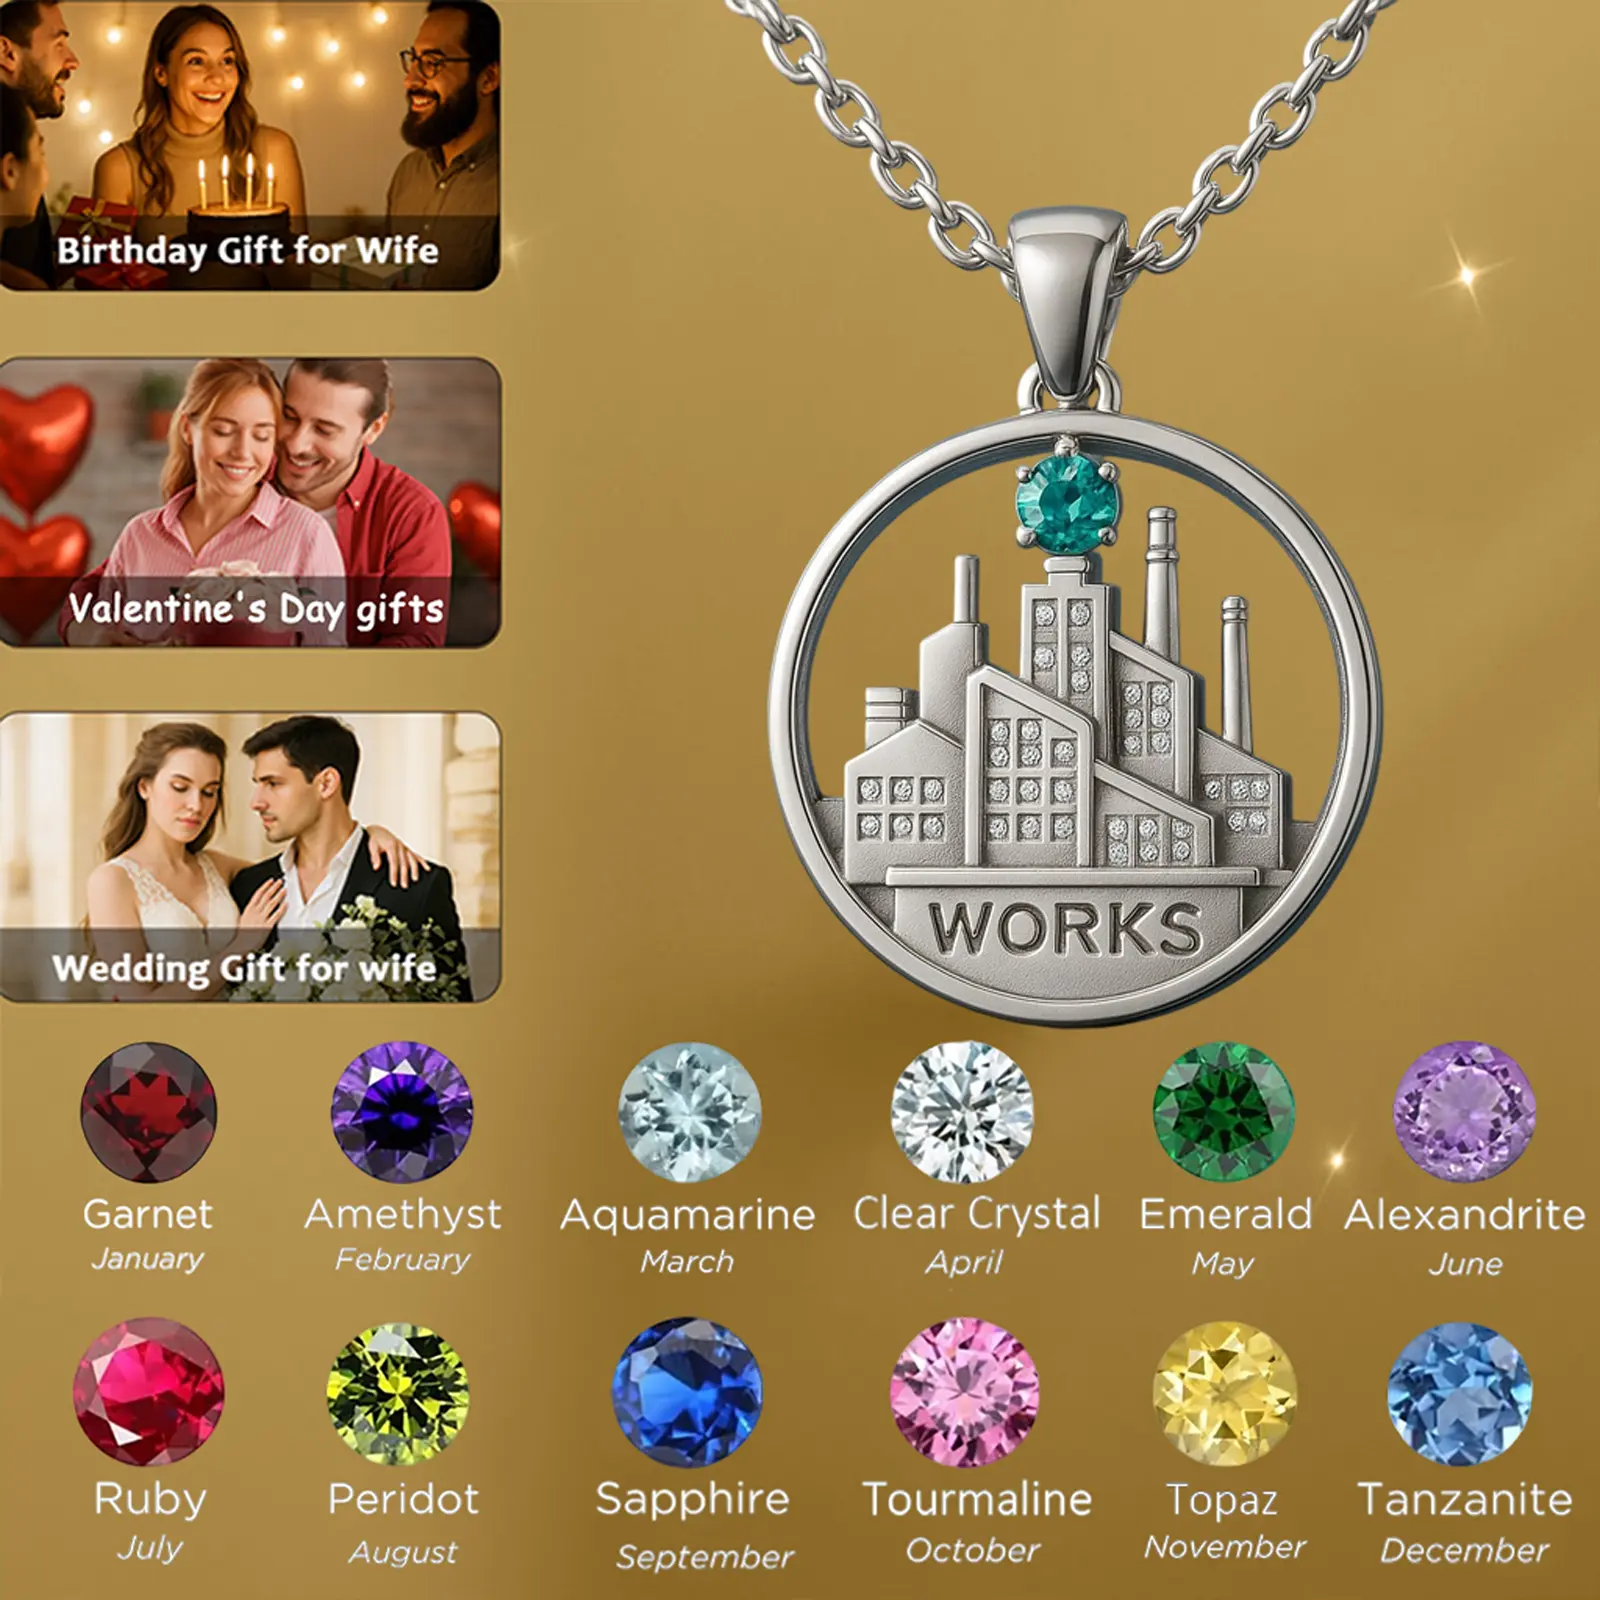 Birthday Gift for Wife
Valentine's Day gifts
Wedding Gift for wife
WORKS
Garnet
January
Amethyst
February
Aquamarine
March
Clear Crystal
April
Emerald
May
Alexandrite
June
Ruby
July
Peridot
August
Sapphire
September
Tourmaline
October
Topaz
November
Tanzanite
December